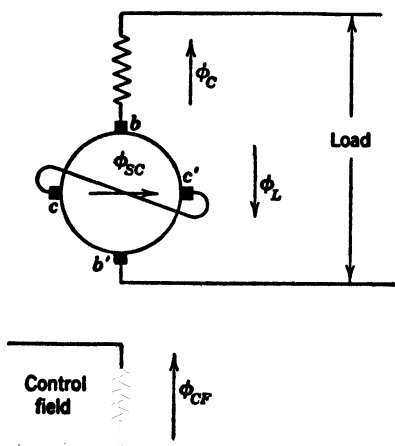 b
ϕC
ϕSC
c'
c
ϕL
Load
b'
Control
field
ϕCF